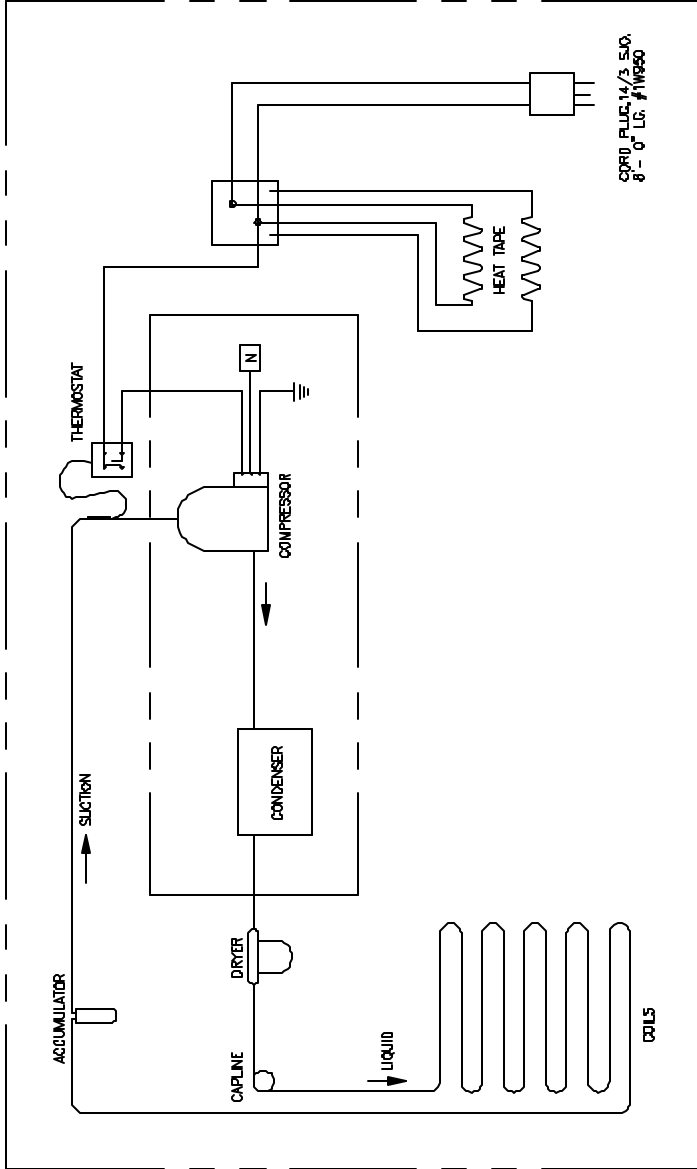 ACCUMULATOR
SUCTION
THERMOSTAT
CAPLINE
DRYER
CONDENSER
COMPRESSOR
N
LIQUID
HEAT TAPE
COILS
CORD PLUG,14/3 SJO,
8' - 0" LG. #1W950